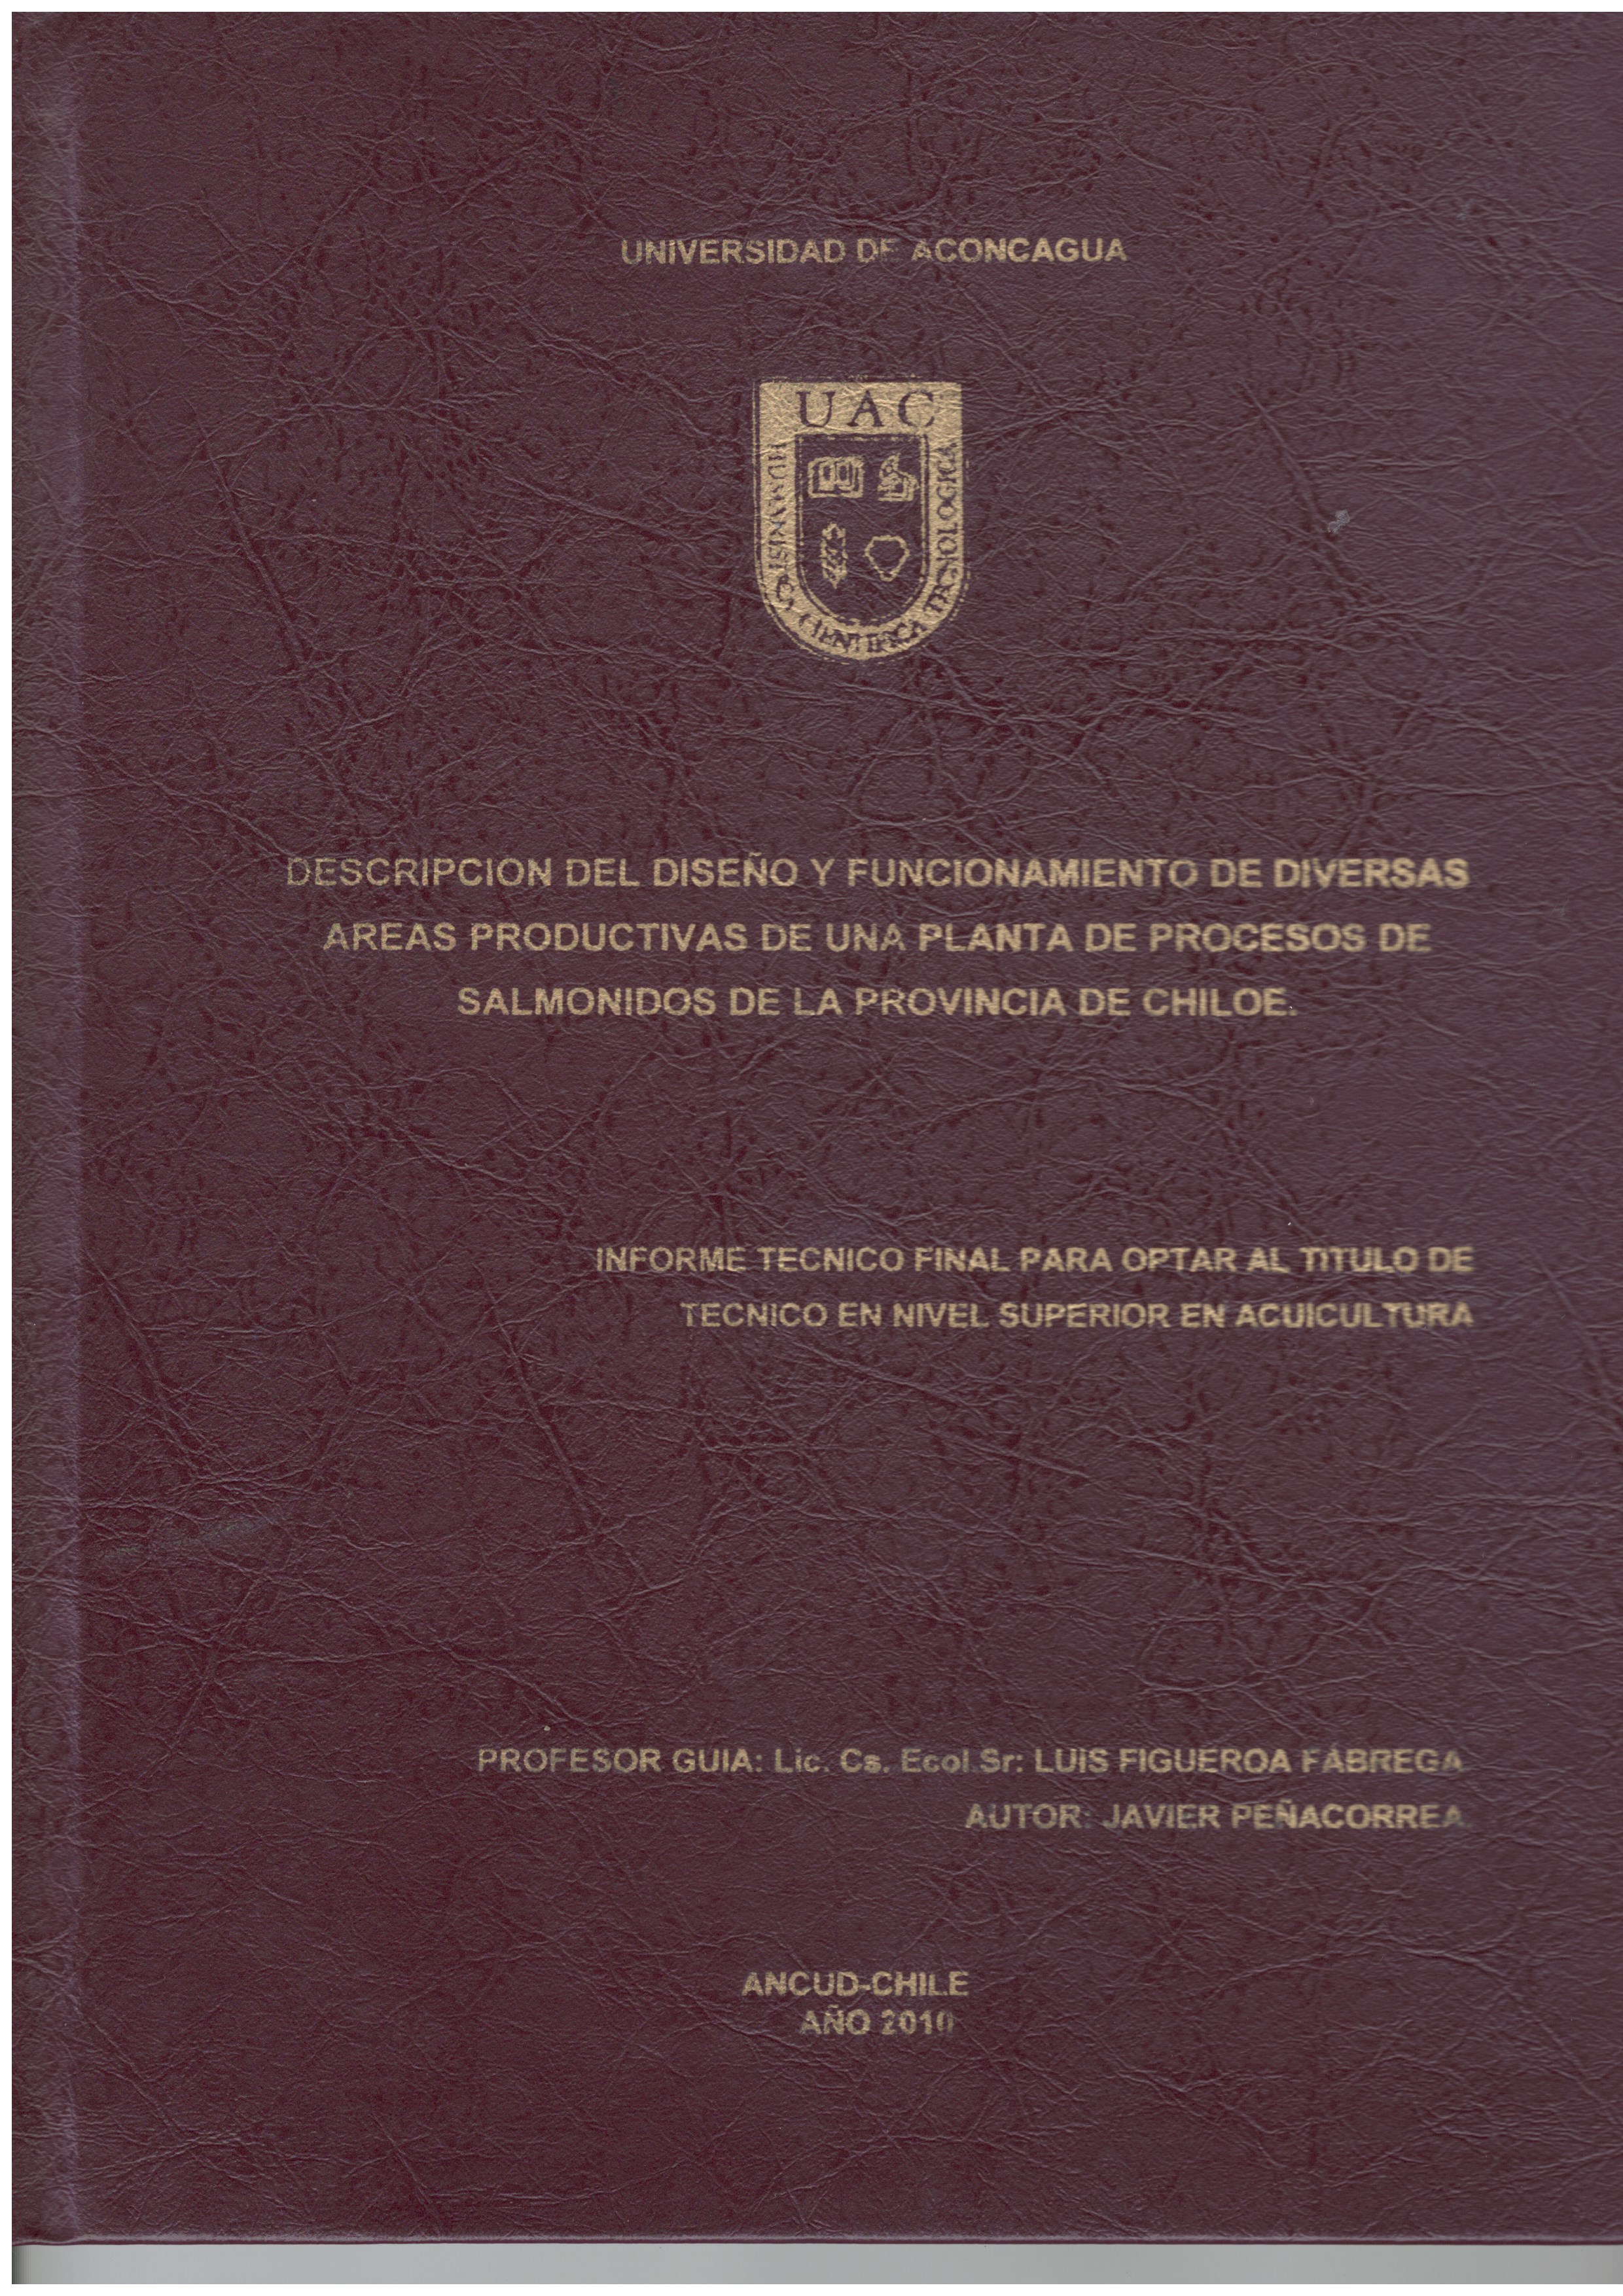 UNIVERSIDAD DE ACONCAGUA
UAC
HUMANISTICA CIENTIFICA TECNOLOGICA
DESCRIPCION DEL DISEÑO Y FUNCIONAMIENTO DE DIVERSAS
AREAS PRODUCTIVAS DE UNA PLANTA DE PROCESOS DE
SALMONIDOS DE LA PROVINCIA DE CHILOE.
INFORME TECNICO FINAL PARA OPTAR AL TITULO DE
TECNICO EN NIVEL SUPERIOR EN ACUICULTURA
PROFESOR GUIA: Lic. Cs. Ecol.Sr: LUIS FIGUEROA FÁBREGA
AUTOR: JAVIER PEÑACORREA
ANCUD-CHILE
AÑO 2010